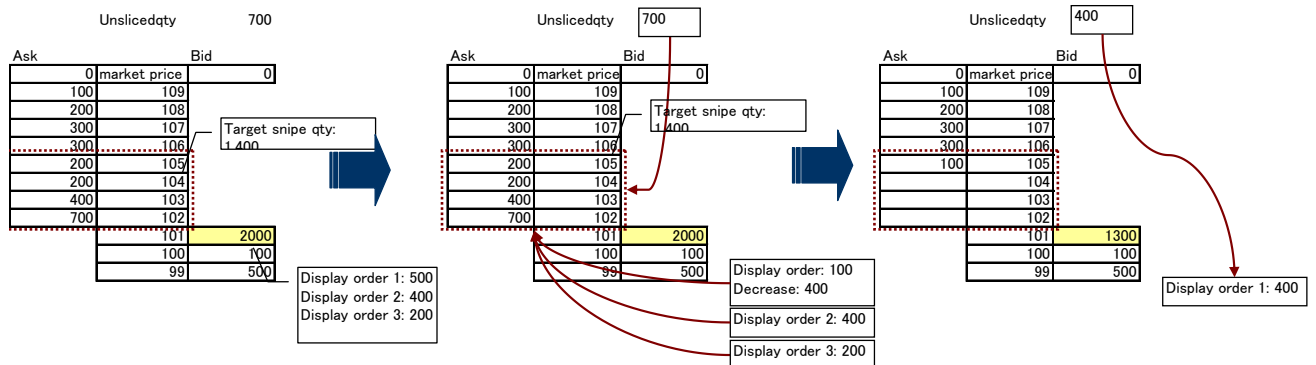 Unslicedqty 700
Ask Bid
0 market price 0
100 109
200 108
300 107
300 106
200 105
200 104
400 103
700 102
101 2000
100 100
99 500
Target snipe qty:
1,400
Display order 1: 500
Display order 2: 400
Display order 3: 200
Unslicedqty 700
Ask Bid
0 market price 0
100 109
200 108
300 107
300 106
200 105
200 104
400 103
700 102
101 2000
100 100
99 500
Target snipe qty:
1,400
Display order: 100
Decrease: 400
Display order 2: 400
Display order 3: 200
Unslicedqty 400
Ask Bid
0 market price 0
100 109
200 108
300 107
300 106
100 105
104
103
102
101 1300
100 100
99 500
Display order 1: 400